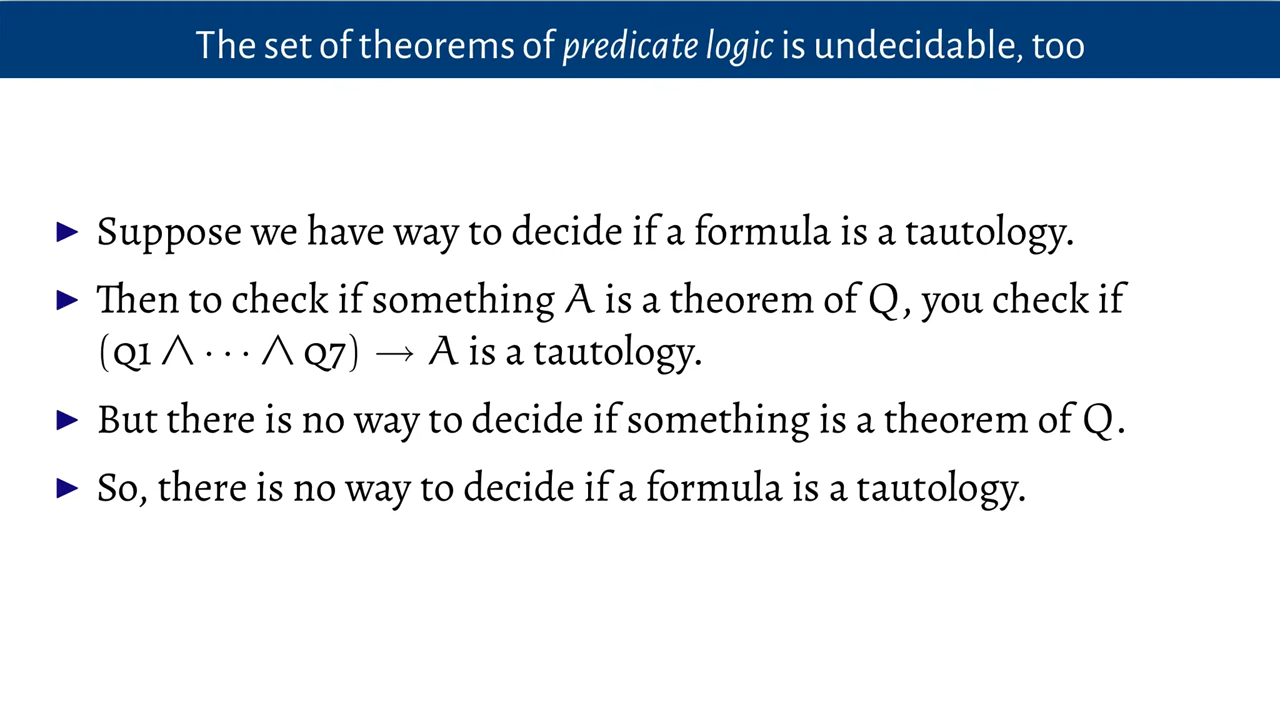 The set of theorems of predicate logic is undecidable, too
▶ Suppose we have way to decide if a formula is a tautology.
▶ Then to check if something A is a theorem of Q, you check if
(Q1 ∧ · · · ∧ Q7) → A is a tautology.
▶ But there is no way to decide if something is a theorem of Q.
▶ So, there is no way to decide if a formula is a tautology.